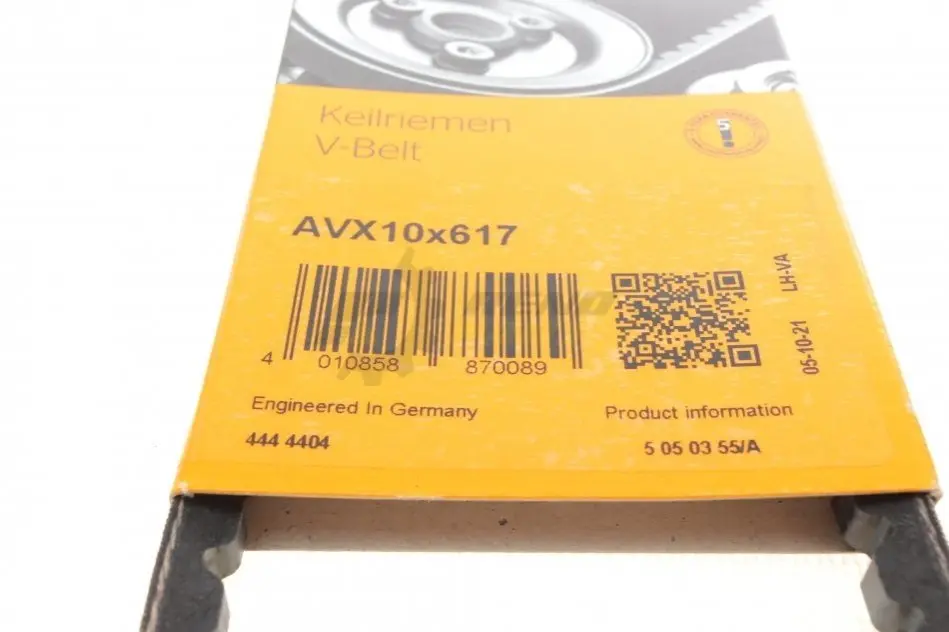 Keilriemen
V-Belt
5
AVX10x617
4 010858 870089
LH-VA
05-10-21
Engineered In Germany
Product information
444 4404
5 05 03 55/A